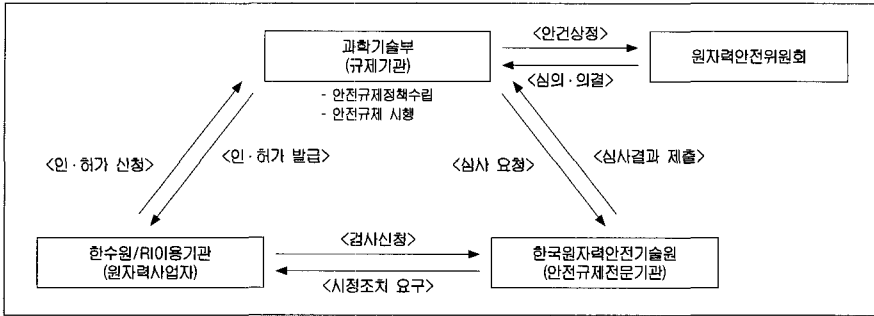 과학기술부
(규제기관)
<안건상정>
원자력안전위원회
<심의·의결>
- 안전규제정책수립
- 안전규제 시행
<인·허가 신청>
<인·허가 발급>
<심사 요청>
<심사결과 제출>
한수원/RI이용기관
(원자력사업자)
<검사신청>
<시정조치 요구>
한국원자력안전기술원
(안전규제전문기관)